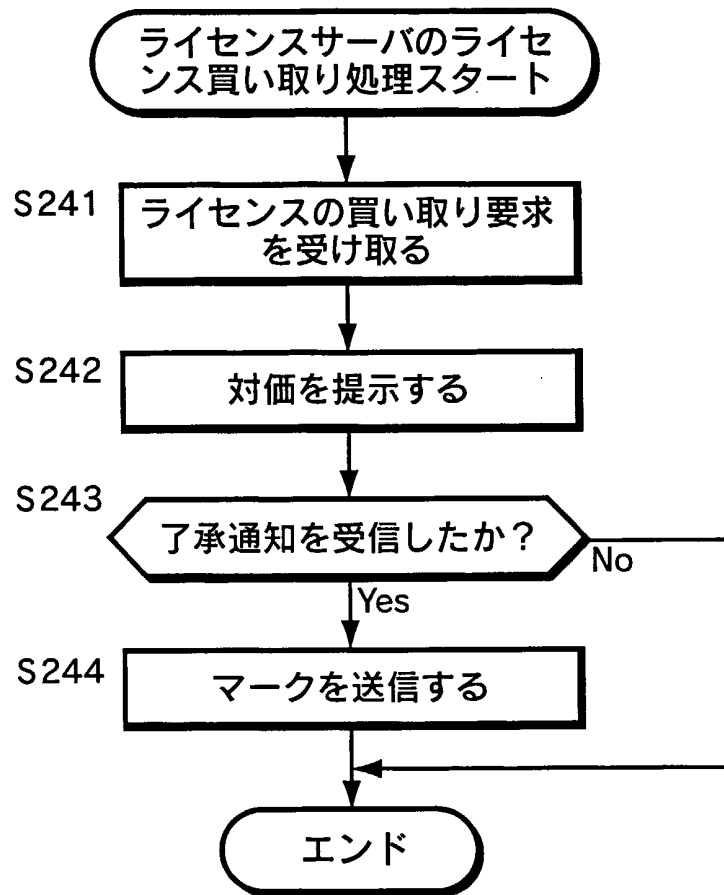 ライセンスサーバのライセ
ンス買い取り処理スタート
S241
ライセンスの買い取り要求
を受け取る
S242
対価を提示する
S243
了承通知を受信したか?
No
Yes
S244
マークを送信する
エンド